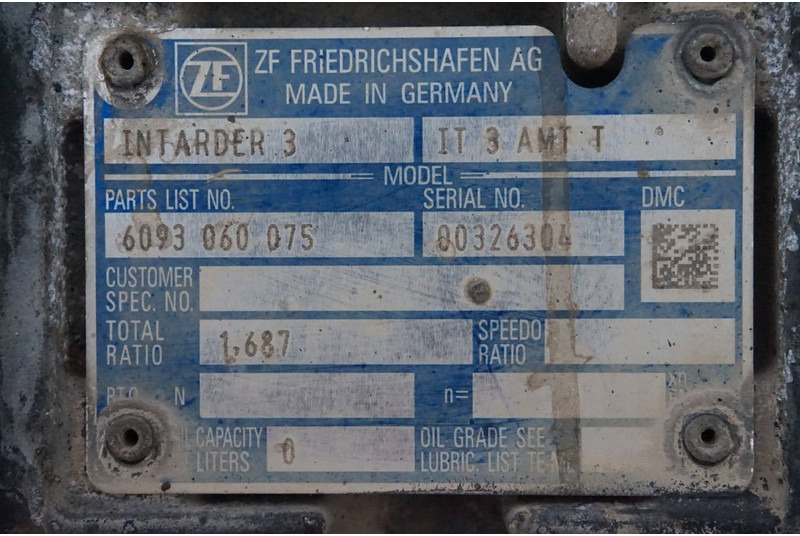 ZF FRIEDRICHSHAFEN AG
MADE IN GERMANY
INTARDER 3 IT 3 AMT T
MODEL
PARTS LIST NO. SERIAL NO. DMC
6093 060 075 80326304
CUSTOMER
SPEC. NO.
TOTAL
RATIO 1,687 SPEEDO
RATIO
N n=
CAPACITY
LITERS 0 OIL GRADE SEE
LUBRIC. LIST